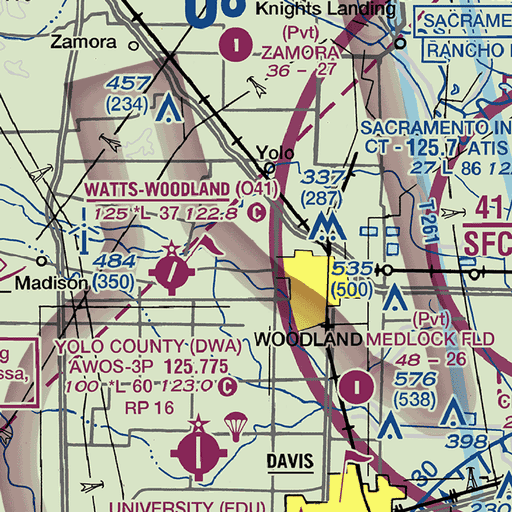 08
Knights Landing
SACRAME
(Pvt)
Zamora
ZAMORA
RANCHO
36 - 27
457
(234)
SACRAMENTO IN
CT - 125.7 ATIS
27 L 86 12
Yolo
337
(287)
WATTS-WOODLAND (O41)
125 *L 37 122.8 C
T 261
41
SFC
484
(350)
Madison
535
(500)
WOODLAND
(Pvt)
MEDLOCK FLD
48 - 26
YOLO COUNTY (DWA)
AWOS-3P 125.775
100 *L 60 123.0 C
RP 16
ssa,
576
(538)
398
DAVIS
30
UNIVERSITY (EDU)
230